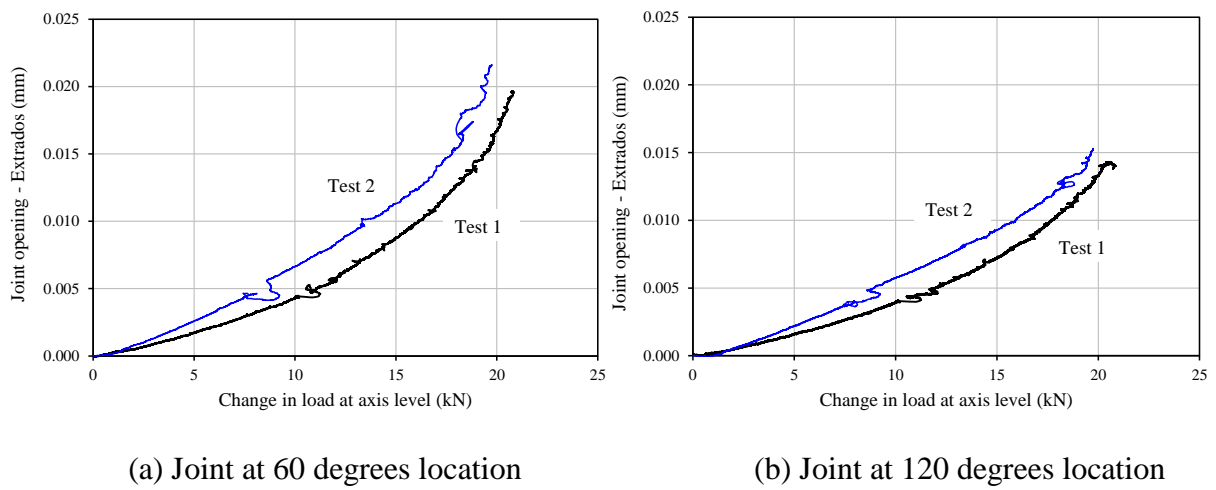 0.025
0.020
0.015
0.010
0.005
0.000
Joint opening - Extrados (mm)
Test 2
Test 1
0 5 10 15 20 25
Change in load at axis level (kN)
(a) Joint at 60 degrees location
0.025
0.020
0.015
0.010
0.005
0.000
Joint opening - Extrados (mm)
Test 2
Test 1
0 5 10 15 20 25
Change in load at axis level (kN)
(b) Joint at 120 degrees location